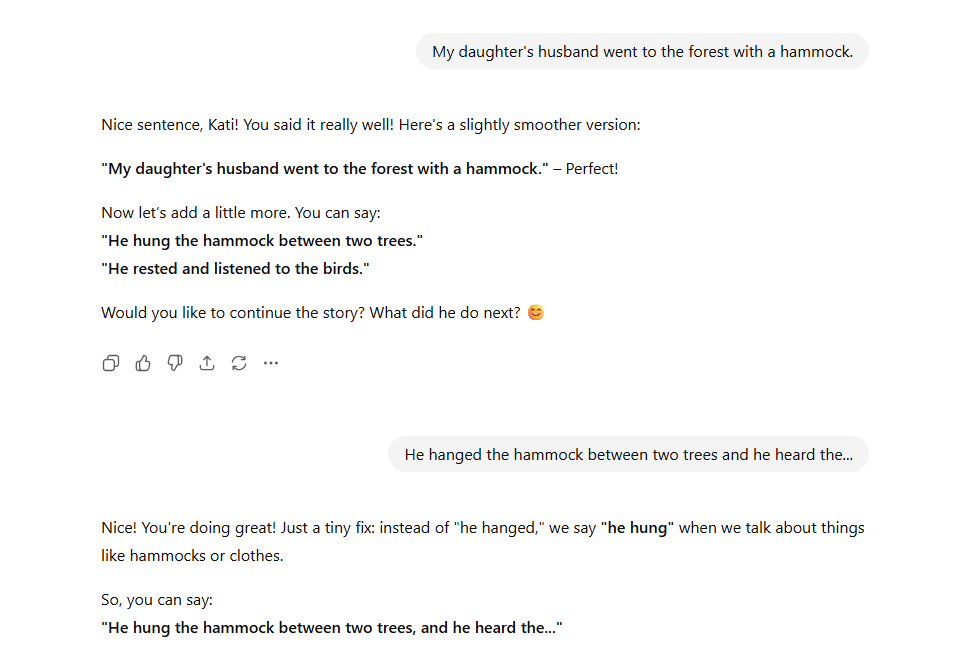 My daughter's husband went to the forest with a hammock.
Nice sentence, Kati! You said it really well! Here's a slightly smoother version:
"My daughter's husband went to the forest with a hammock." – Perfect!
Now let's add a little more. You can say:
"He hung the hammock between two trees."
"He rested and listened to the birds."
Would you like to continue the story? What did he do next? 😊
He hanged the hammock between two trees and he heard the...
Nice! You're doing great! Just a tiny fix: instead of "he hanged," we say "he hung" when we talk about things
like hammocks or clothes.
So, you can say:
"He hung the hammock between two trees, and he heard the..."